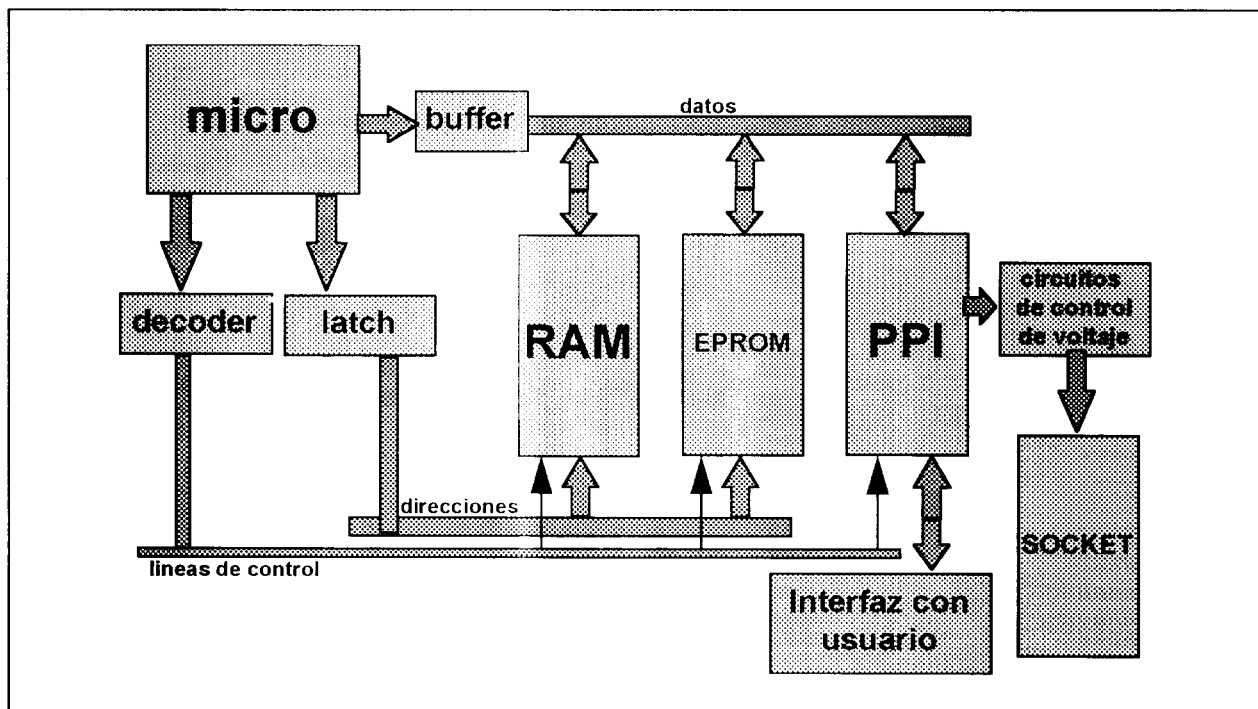 micro
buffer
datos
decoder
latch
RAM
EPROM
PPI
circuitos
de control
de voltaje
direcciones
SOCKET
lineas de control
Interfaz con
usuario